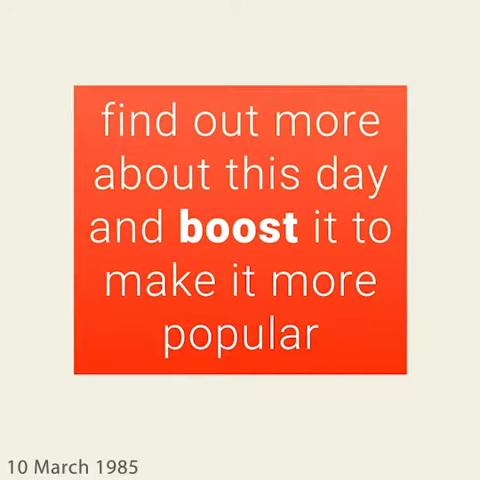 find out more
about this day
and boost it to
make it more
popular
10 March 1985